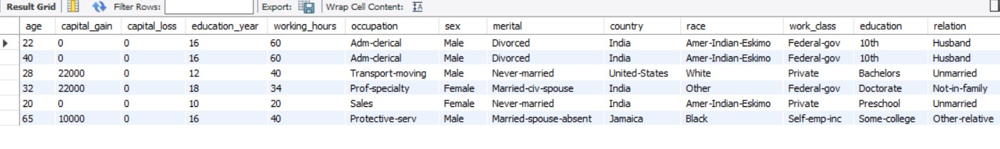 Result Grid Filter Rows: Export: Wrap Cell Content: IA
age capital_gain capital_loss education_year working_hours occupation sex merital country race work_class education relation
22 0 0 16 60 Adm-clerical Male Divorced India Amer-Indian-Eskimo Federal-gov 10th Husband
40 0 0 16 60 Adm-clerical Male Divorced India Amer-Indian-Eskimo Federal-gov 10th Husband
28 22000 0 12 40 Transport-moving Male Never-married United-States White Private Bachelors Unmarried
32 22000 0 18 34 Prof-specialty Female Married-civ-spouse India Other Federal-gov Doctorate Not-in-family
20 0 0 10 20 Sales Female Never-married India Amer-Indian-Eskimo Private Preschool Unmarried
65 10000 0 16 40 Protective-serv Male Married-spouse-absent Jamaica Black Self-emp-inc Some-college Other-relative